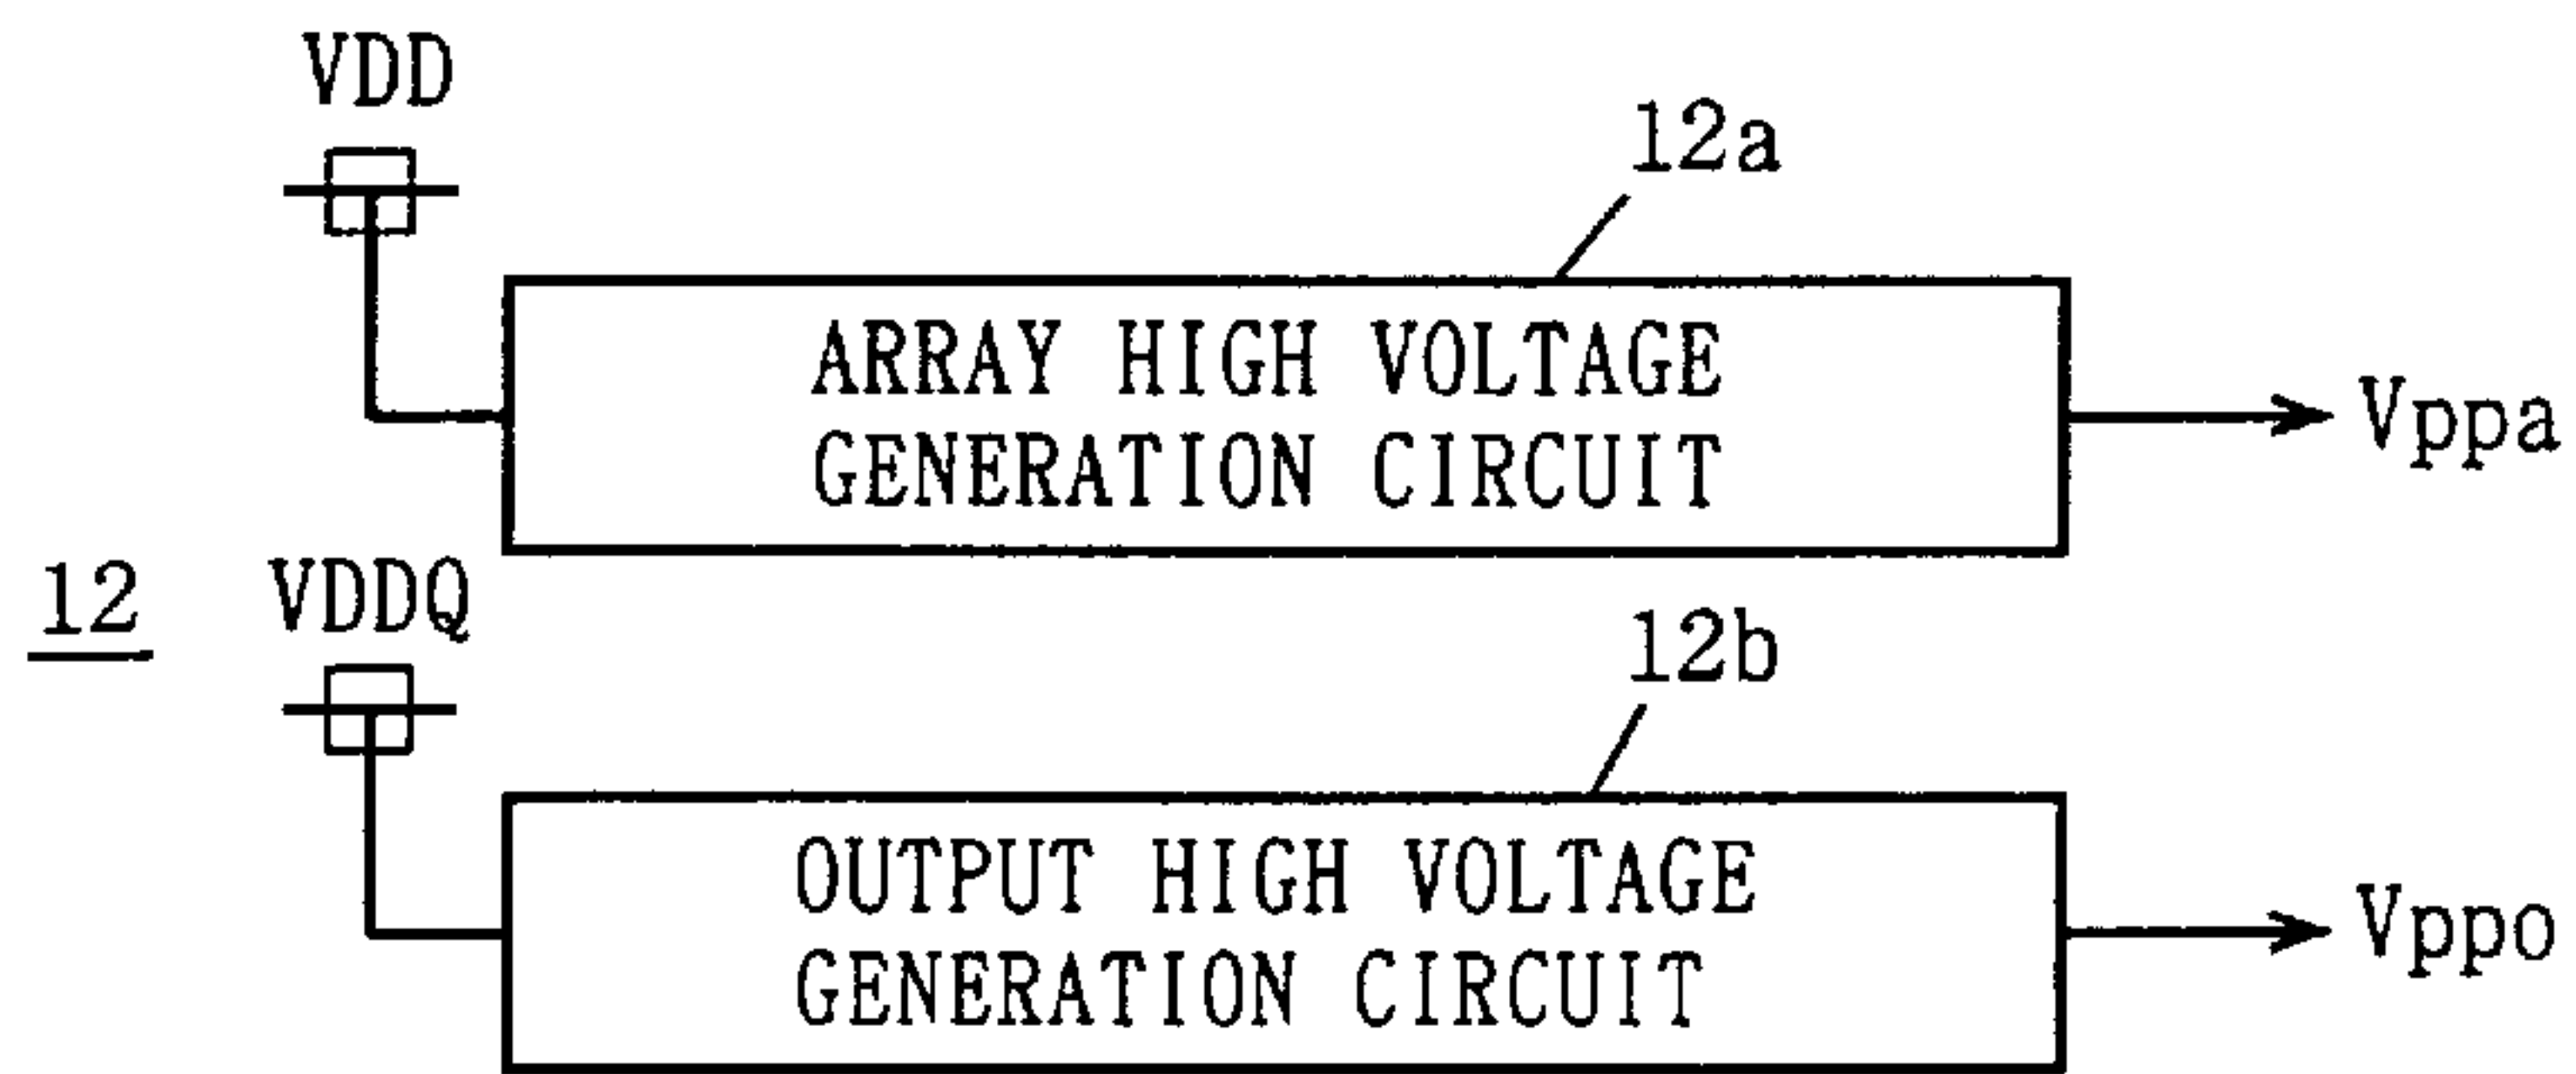 VDD
12a
ARRAY HIGH VOLTAGE
GENERATION CIRCUIT
Vppa
12
VDDQ
12b
OUTPUT HIGH VOLTAGE
GENERATION CIRCUIT
Vppo